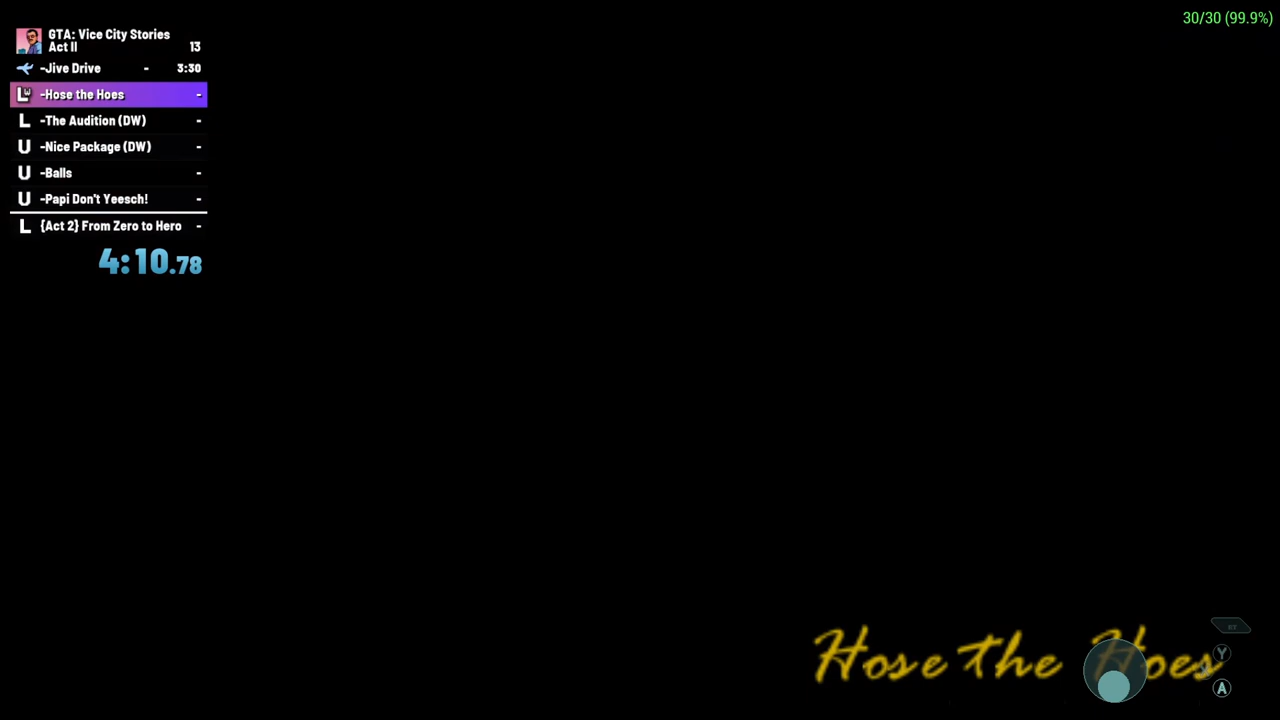 30/30 (99.9%)
GTA: Vice City Stories
Act II 13
-Jive Drive - 3:30
-Hose the Hoes -
L -The Audition (DW) -
U -Nice Package (DW) -
U -Balls -
U -Papi Don't Yeesch! -
L {Act 2} From Zero to Hero -
4:10.78
Hose the Hoes
Y
A